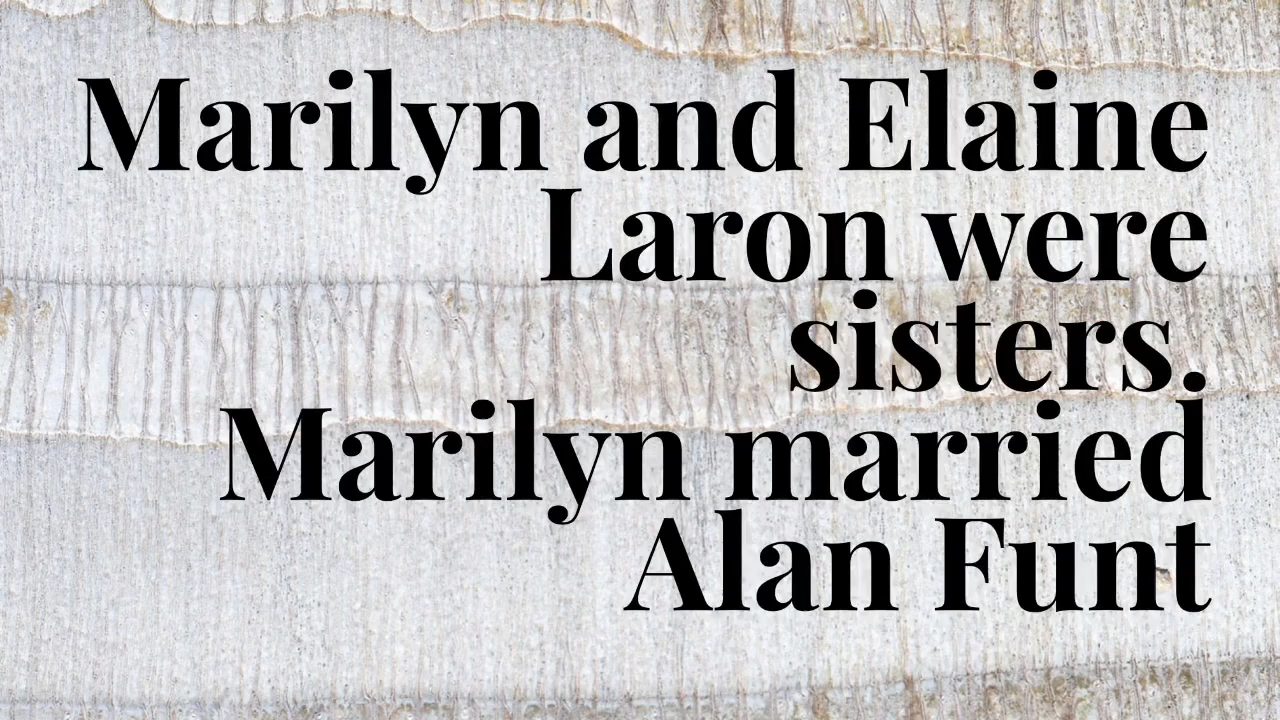 Marilyn and Elaine
Laron were
sisters.
Marilyn married
Alan Funt